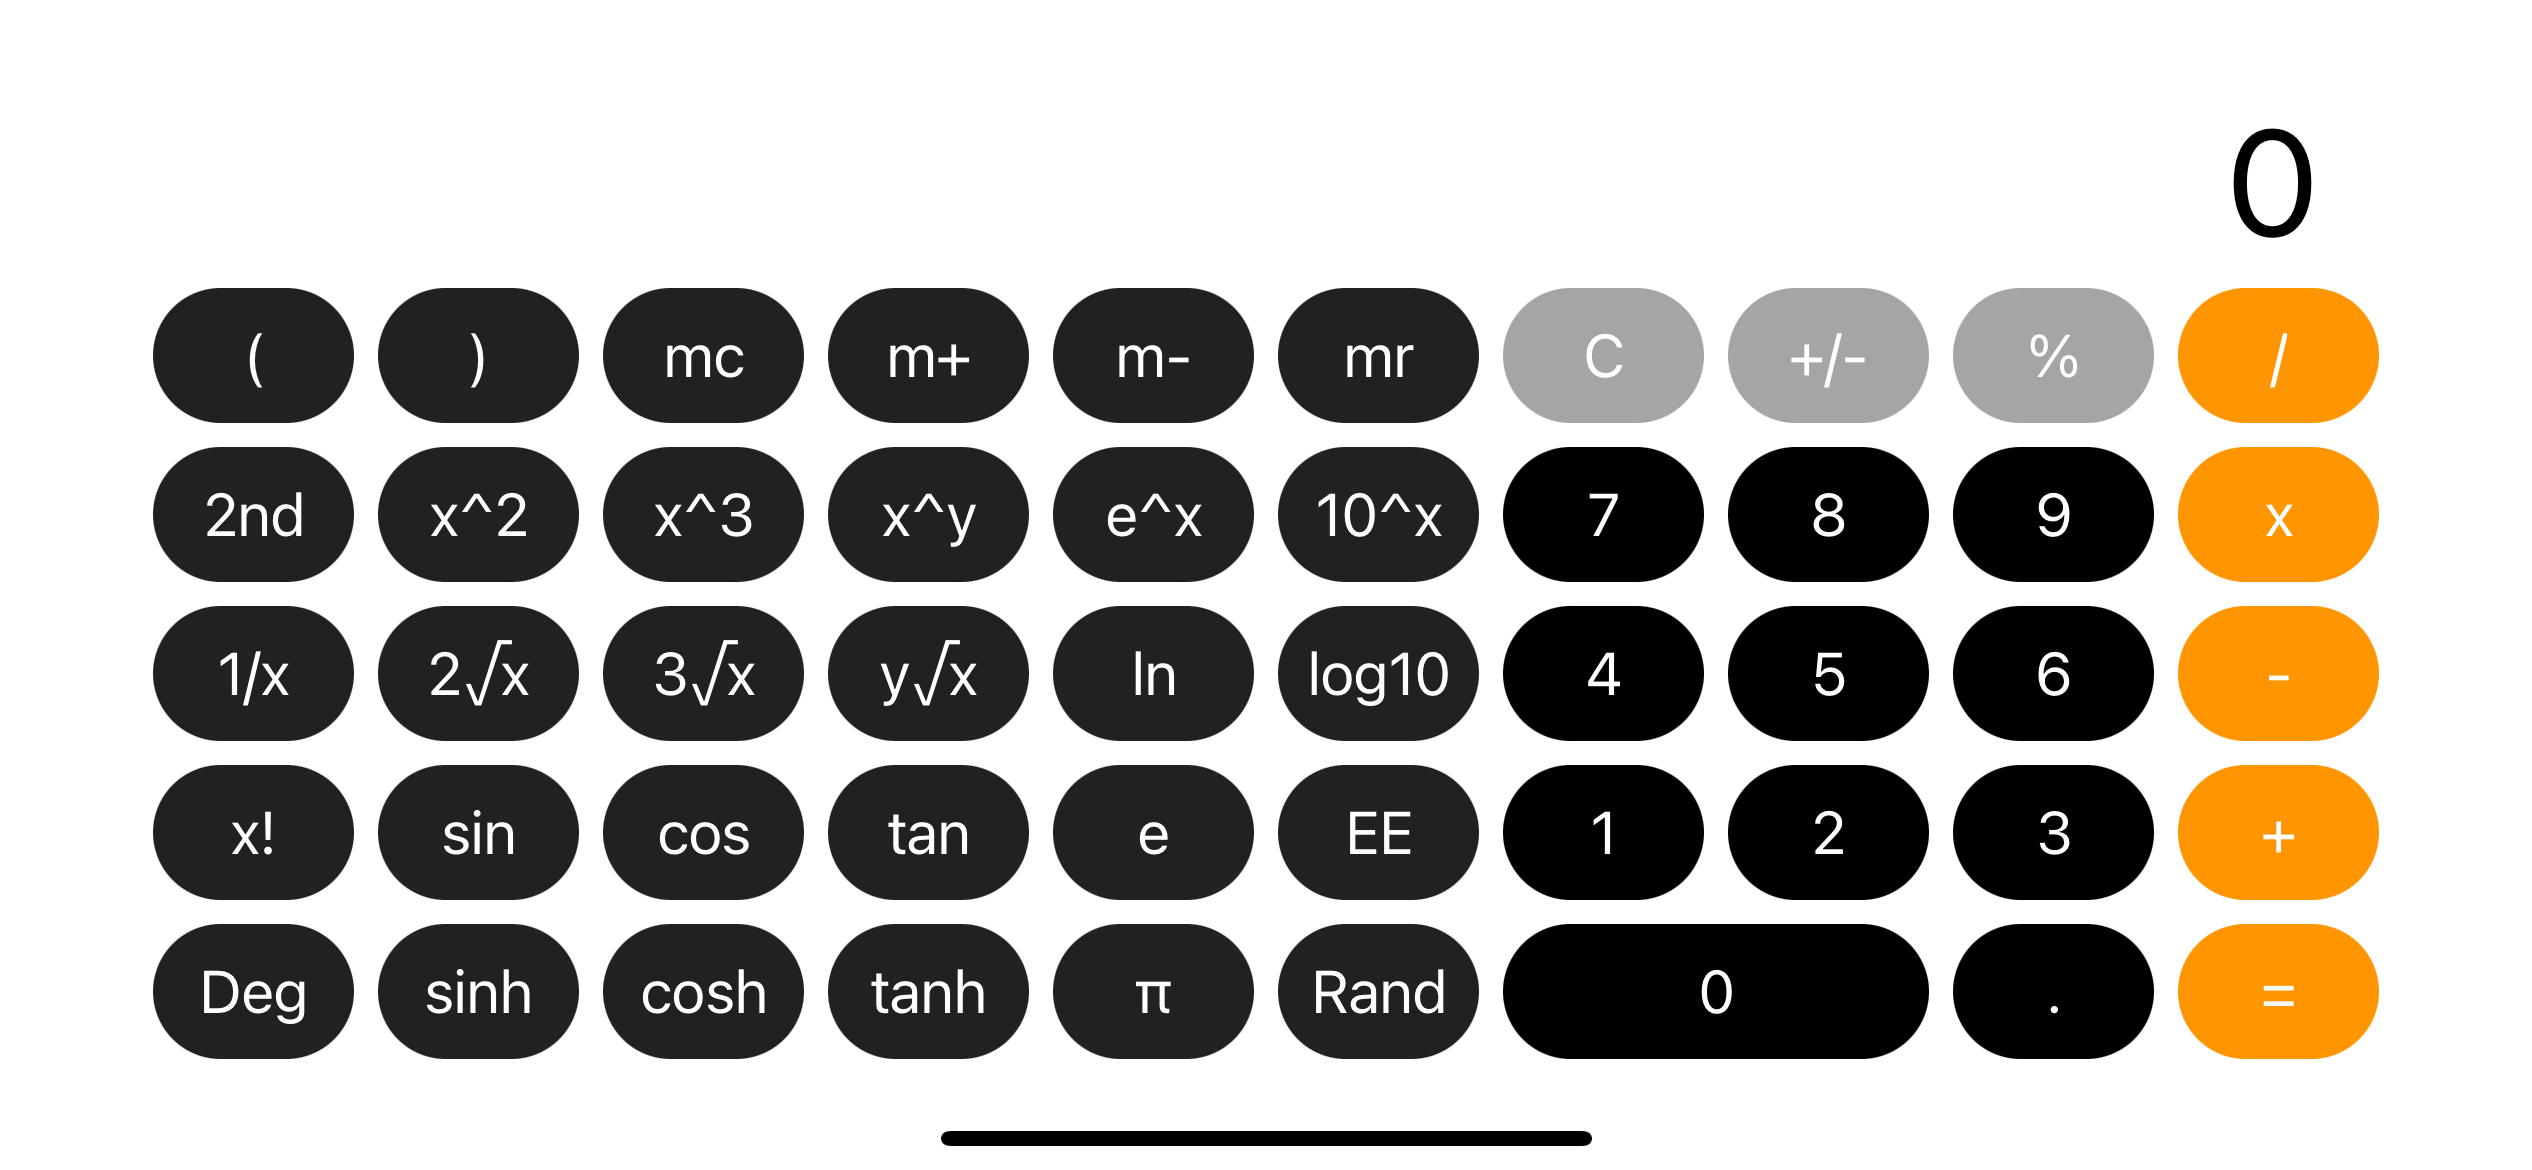 0
( ) mc m+ m- mr C +/- % /
2nd x^2 x^3 x^y e^x 10^x 7 8 9 x
1/x 2√x 3√x y√x ln log10 4 5 6 -
x! sin cos tan e EE 1 2 3 +
Deg sinh cosh tanh π Rand 0 . =